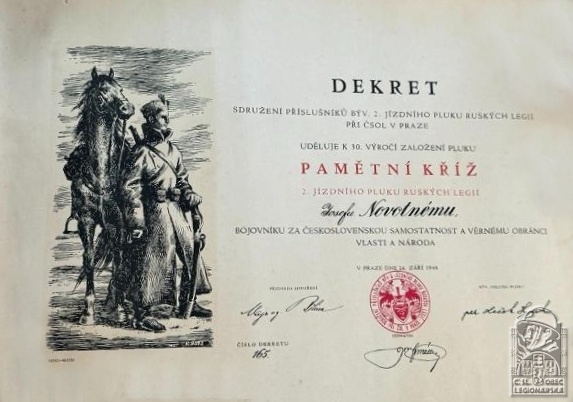 DEKRET
SDRUŽENÍ PŘÍSLUŠNÍKŮ BÝV. 2. JÍZDNÍHO PLUKU RUSKÝCH LEGIÍ
PŘI ČSOL V PRAZE
UDĚLUJE K 30. VÝROČÍ ZALOŽENÍ PLUKU
PAMĚTNÍ KŘÍŽ
2. JÍZDNÍHO PLUKU RUSKÝCH LEGIÍ
Josefu Novotnému,
BOJOVNÍKU ZA ČESKOSLOVENSKOU SAMOSTATNOST A VĚRNÉMU OBRÁNCI
VLASTI A NÁRODA
V PRAZE DNE ZÁŘÍ 1948
ČÍSLO DEKRETU
165
JEDNATEL
ČS. OBEC
LEGIONÁŘSKÁ